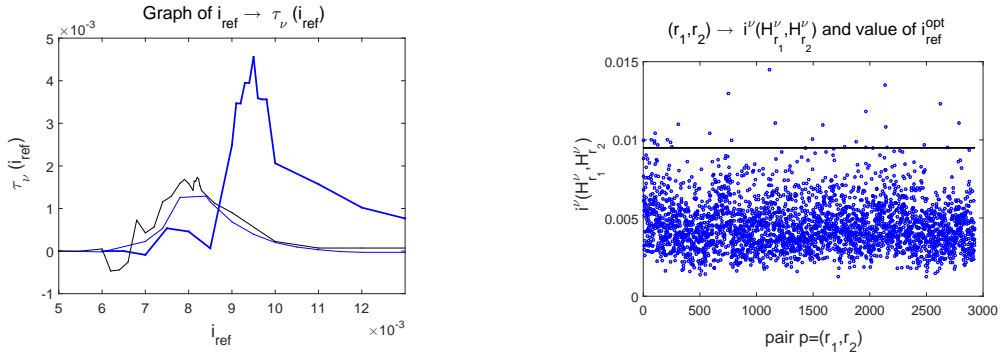 Graph of i_ref → τ_ν (i_ref)
×10^-3
5
4
3
2
1
0
-1
τ_ν (i_ref)
5 6 7 8 9 10 11 12
×10^-3
i_ref
(r_1,r_2) → i^ν(H^ν_r_1,H^ν_r_2) and value of i^opt_ref
0.015
0.01
0.005
0
i^ν(H^ν_r_1,H^ν_r_2)
0 500 1000 1500 2000 2500 3000
pair p=(r_1,r_2)